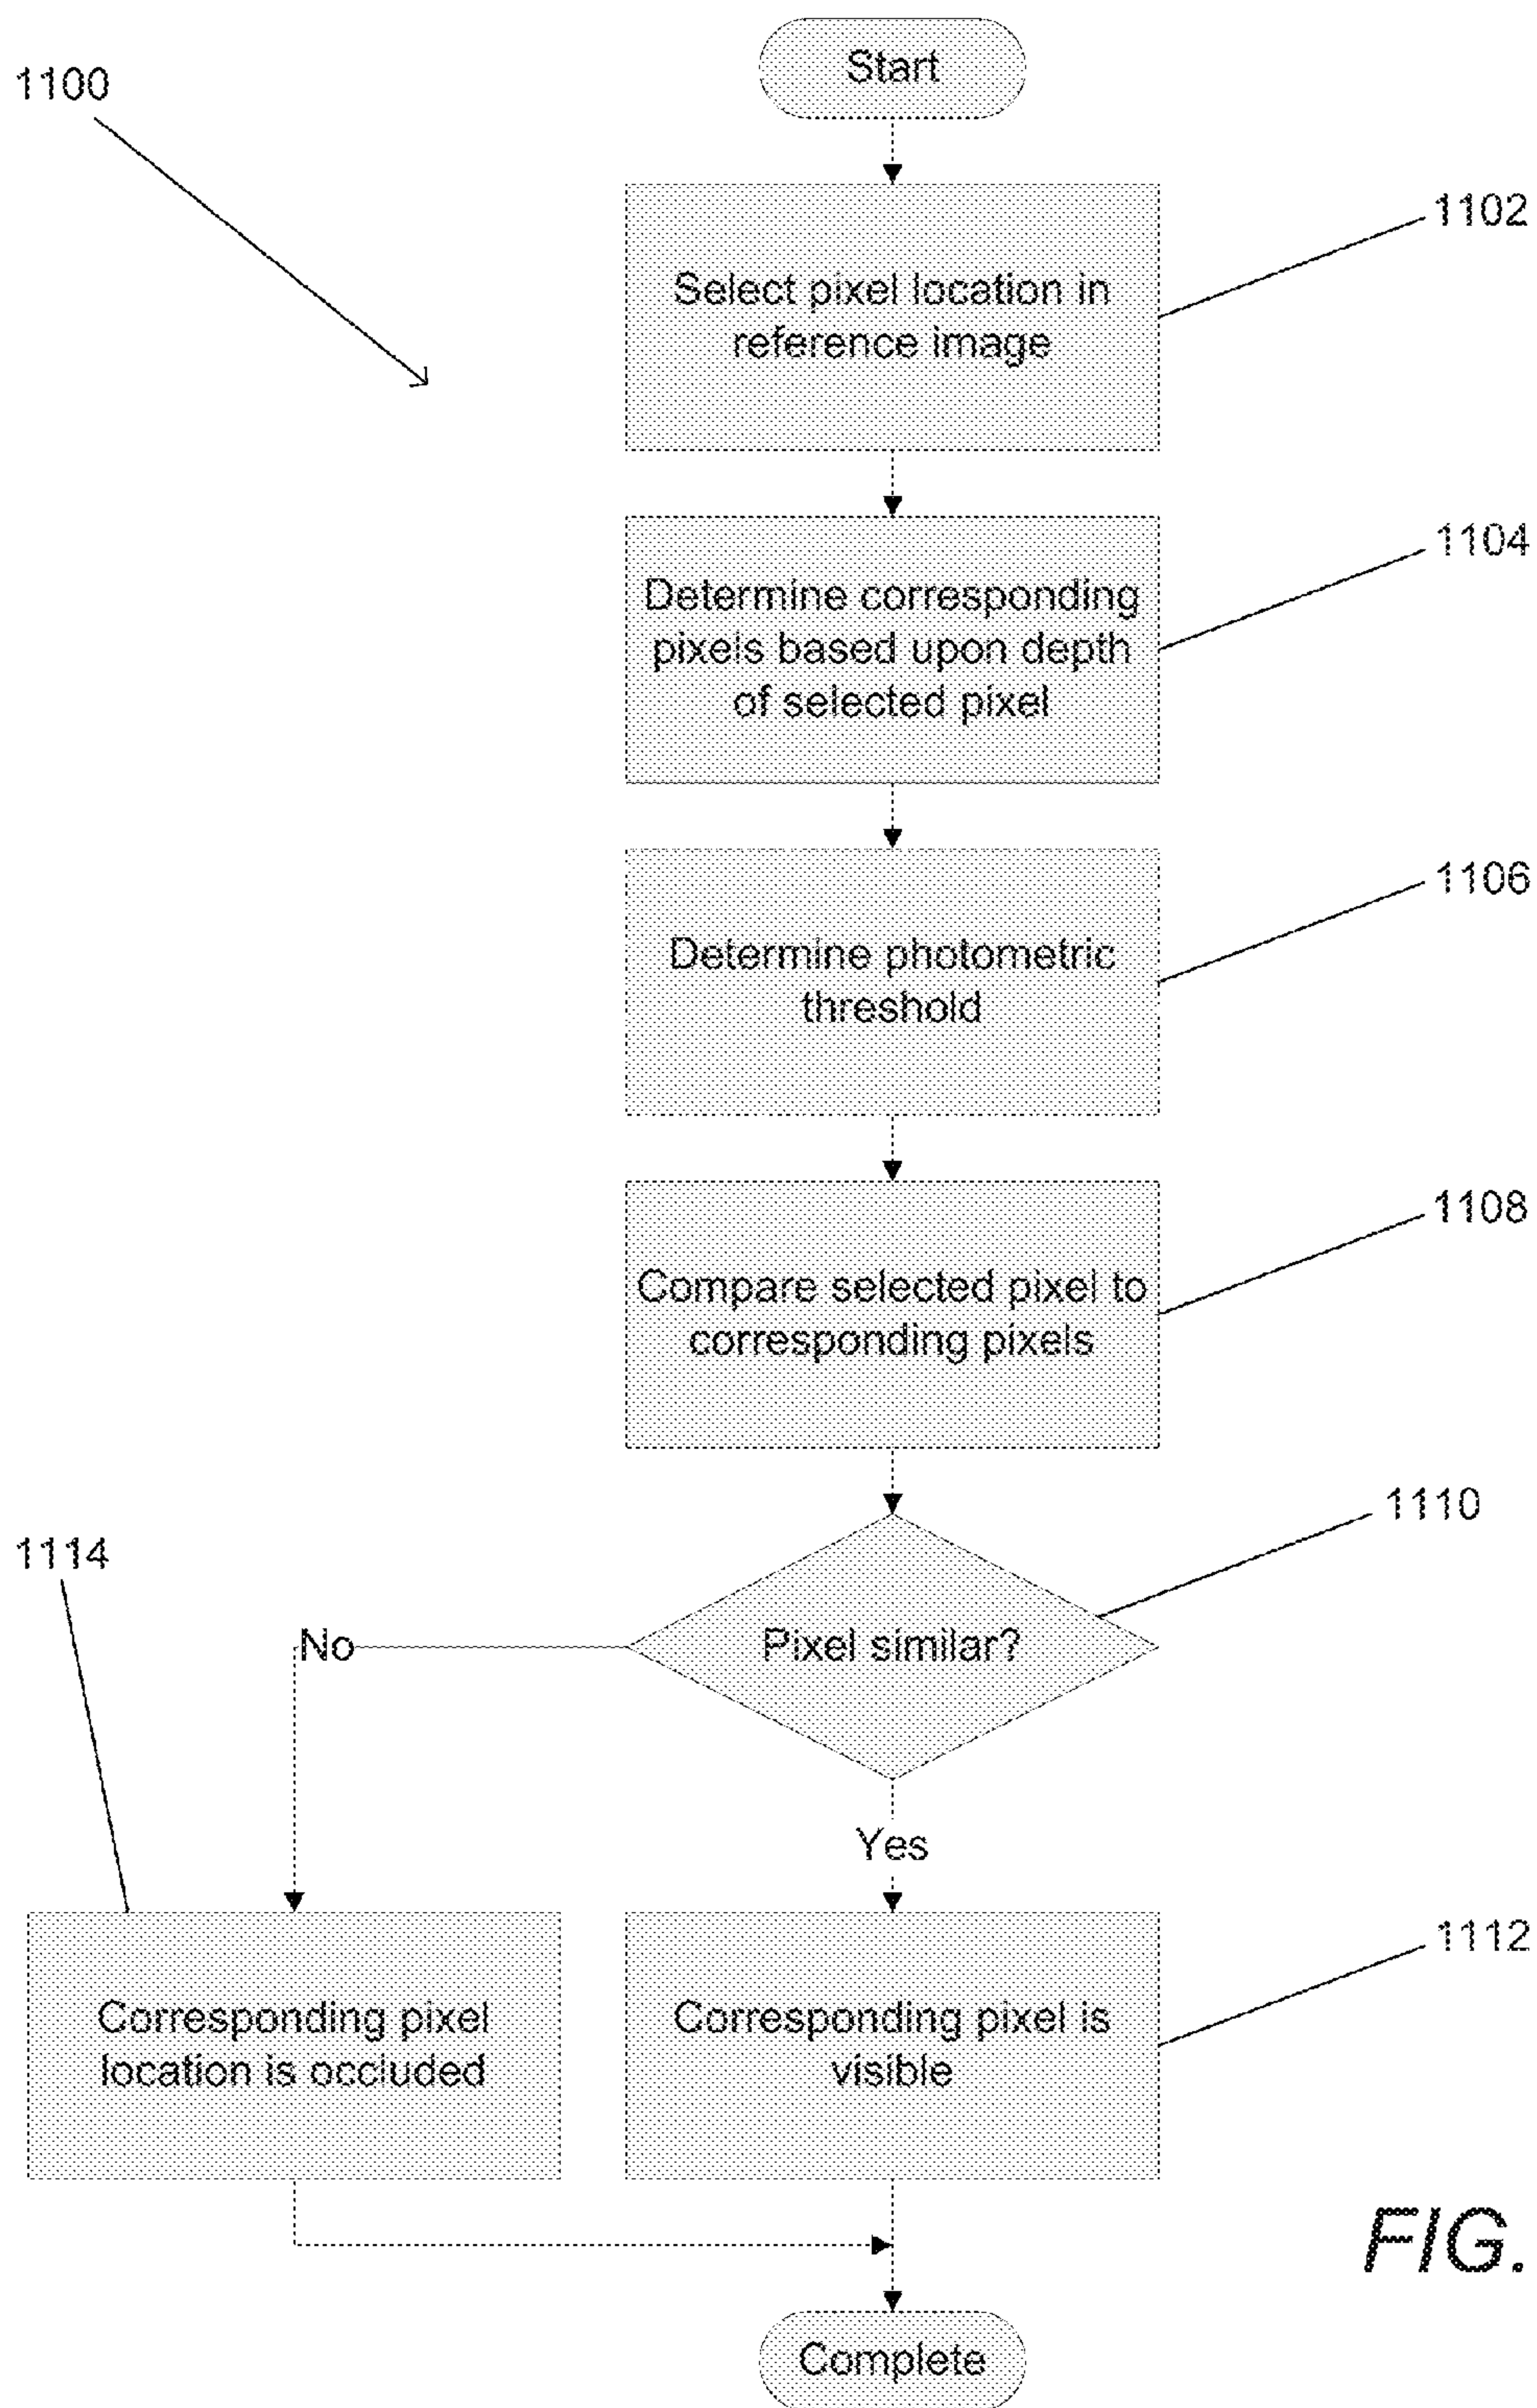 Start
1100
1102
Select pixel location in
reference image
1104
Determine corresponding
pixels based upon depth
of selected pixel
1106
Determine photometric
threshold
1108
Compare selected pixel to
corresponding pixels
1110
Pixel similar?
No
Yes
1114
Corresponding pixel
location is occluded
1112
Corresponding pixel is
visible
FIG.
Complete